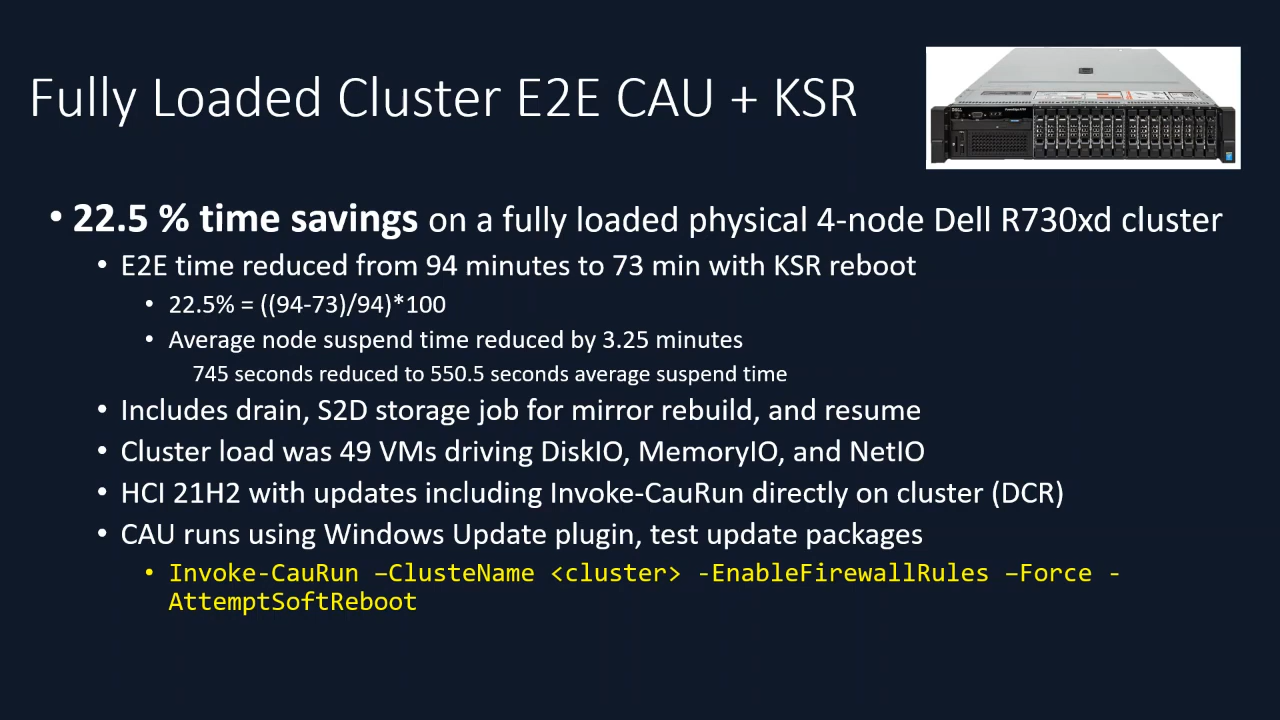 Fully Loaded Cluster E2E CAU + KSR
• 22.5 % time savings on a fully loaded physical 4-node Dell R730xd cluster
• E2E time reduced from 94 minutes to 73 min with KSR reboot
• 22.5% = ((94-73)/94)*100
• Average node suspend time reduced by 3.25 minutes
745 seconds reduced to 550.5 seconds average suspend time
• Includes drain, S2D storage job for mirror rebuild, and resume
• Cluster load was 49 VMs driving DiskIO, MemoryIO, and NetIO
• HCI 21H2 with updates including Invoke-CauRun directly on cluster (DCR)
• CAU runs using Windows Update plugin, test update packages
• Invoke-CauRun –ClusteName <cluster> -EnableFirewallRules –Force -
AttemptSoftReboot